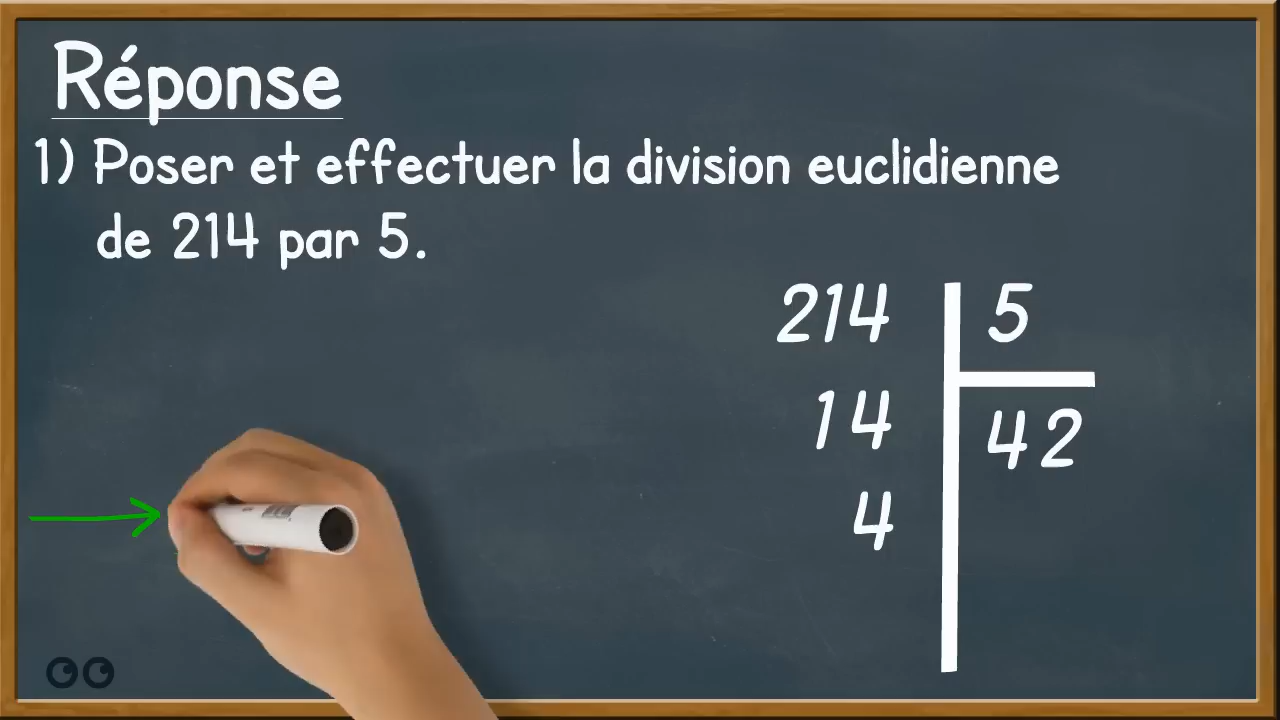 Réponse
1) Poser et effectuer la division euclidienne
de 214 par 5.
214 5
14 42
4